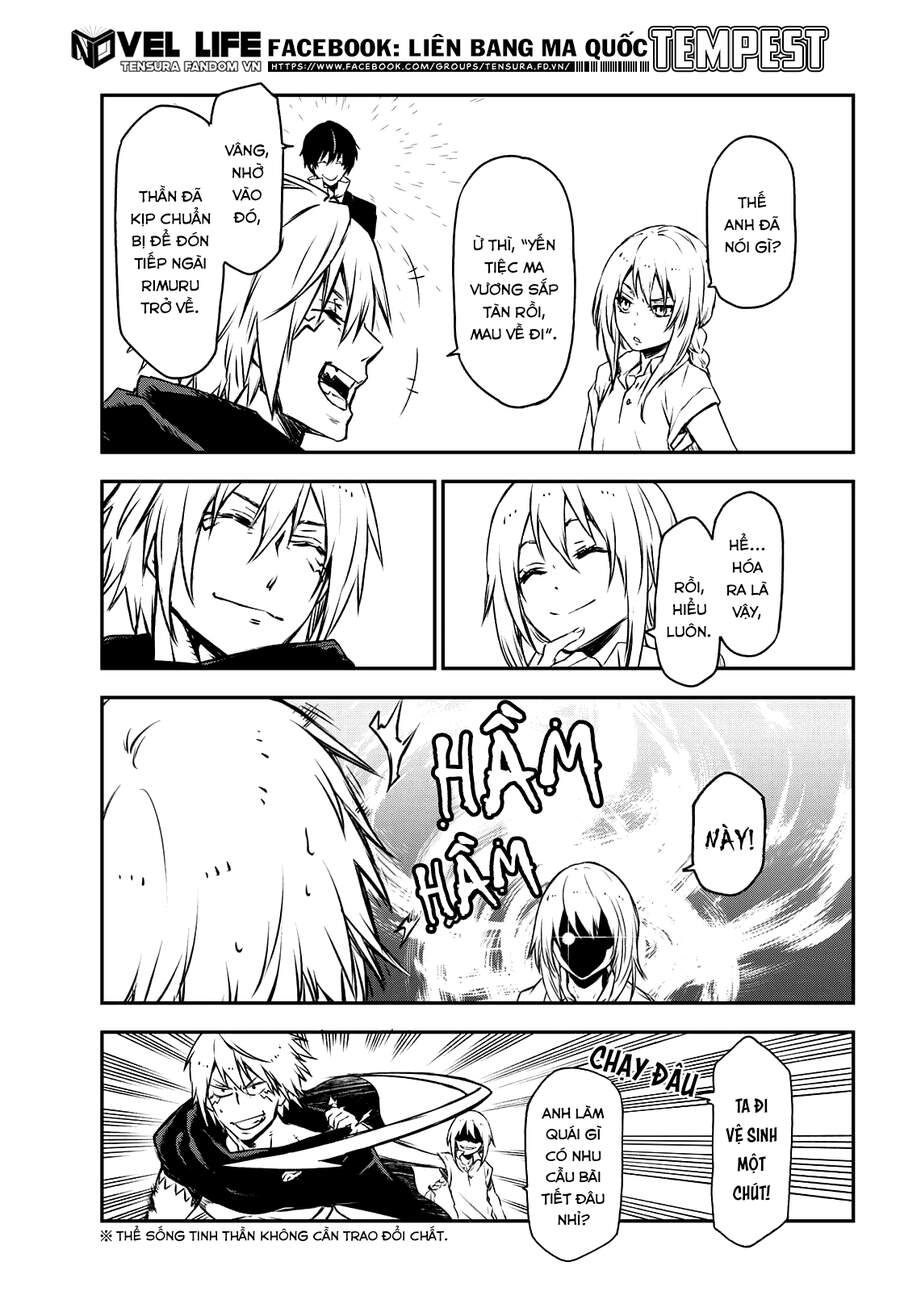 NOVEL LIFE
TENSURA FANDOM VN
FACEBOOK: LIÊN BANG MA QUỐC
HTTPS://WWW.FACEBOOK.COM/GROUPS/TENSURA.FD.VN/
TEMPEST
THẾ
ANH ĐÃ
NÓI GÌ?
Ừ THÌ, “YẾN
TIỆC MA
VƯƠNG SẮP
TÀN RỒI,
MAU VỀ ĐI”.
VÂNG,
NHỜ
VÀO
ĐÓ,
THẦN ĐÃ
KỊP CHUẨN
BỊ ĐỂ ĐÓN
TIẾP NGÀI
RIMURU
TRỞ VỀ.
HỂ...
HÓA
RA LÀ
VẬY,
RỒI,
HIỂU
LUÔN.
NÀY!
HẦM
HẦM
TA ĐI
VỆ SINH
MỘT
CHÚT!
CHẠY ĐÂU
ANH LÀM
QUÁI GÌ
CÓ NHU
CẦU BÀI
TIẾT ĐÂU
NHỈ?
※ THỂ SỐNG TINH THẦN KHÔNG CẦN TRAO ĐỔI CHẤT.